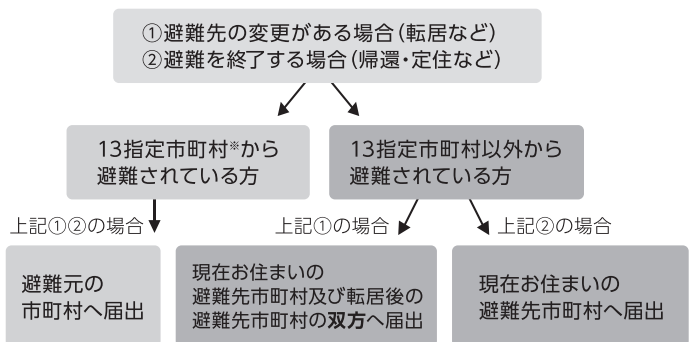 ①避難先の変更がある場合（転居など）
②避難を終了する場合（帰還・定住など）
13指定市町村※から
避難されている方
13指定市町村以外から
避難されている方
上記①②の場合
上記①の場合
上記②の場合
避難元の
市町村へ届出
現在お住まいの
避難先市町村及び転居後の
避難先市町村の双方へ届出
現在お住まいの
避難先市町村へ届出